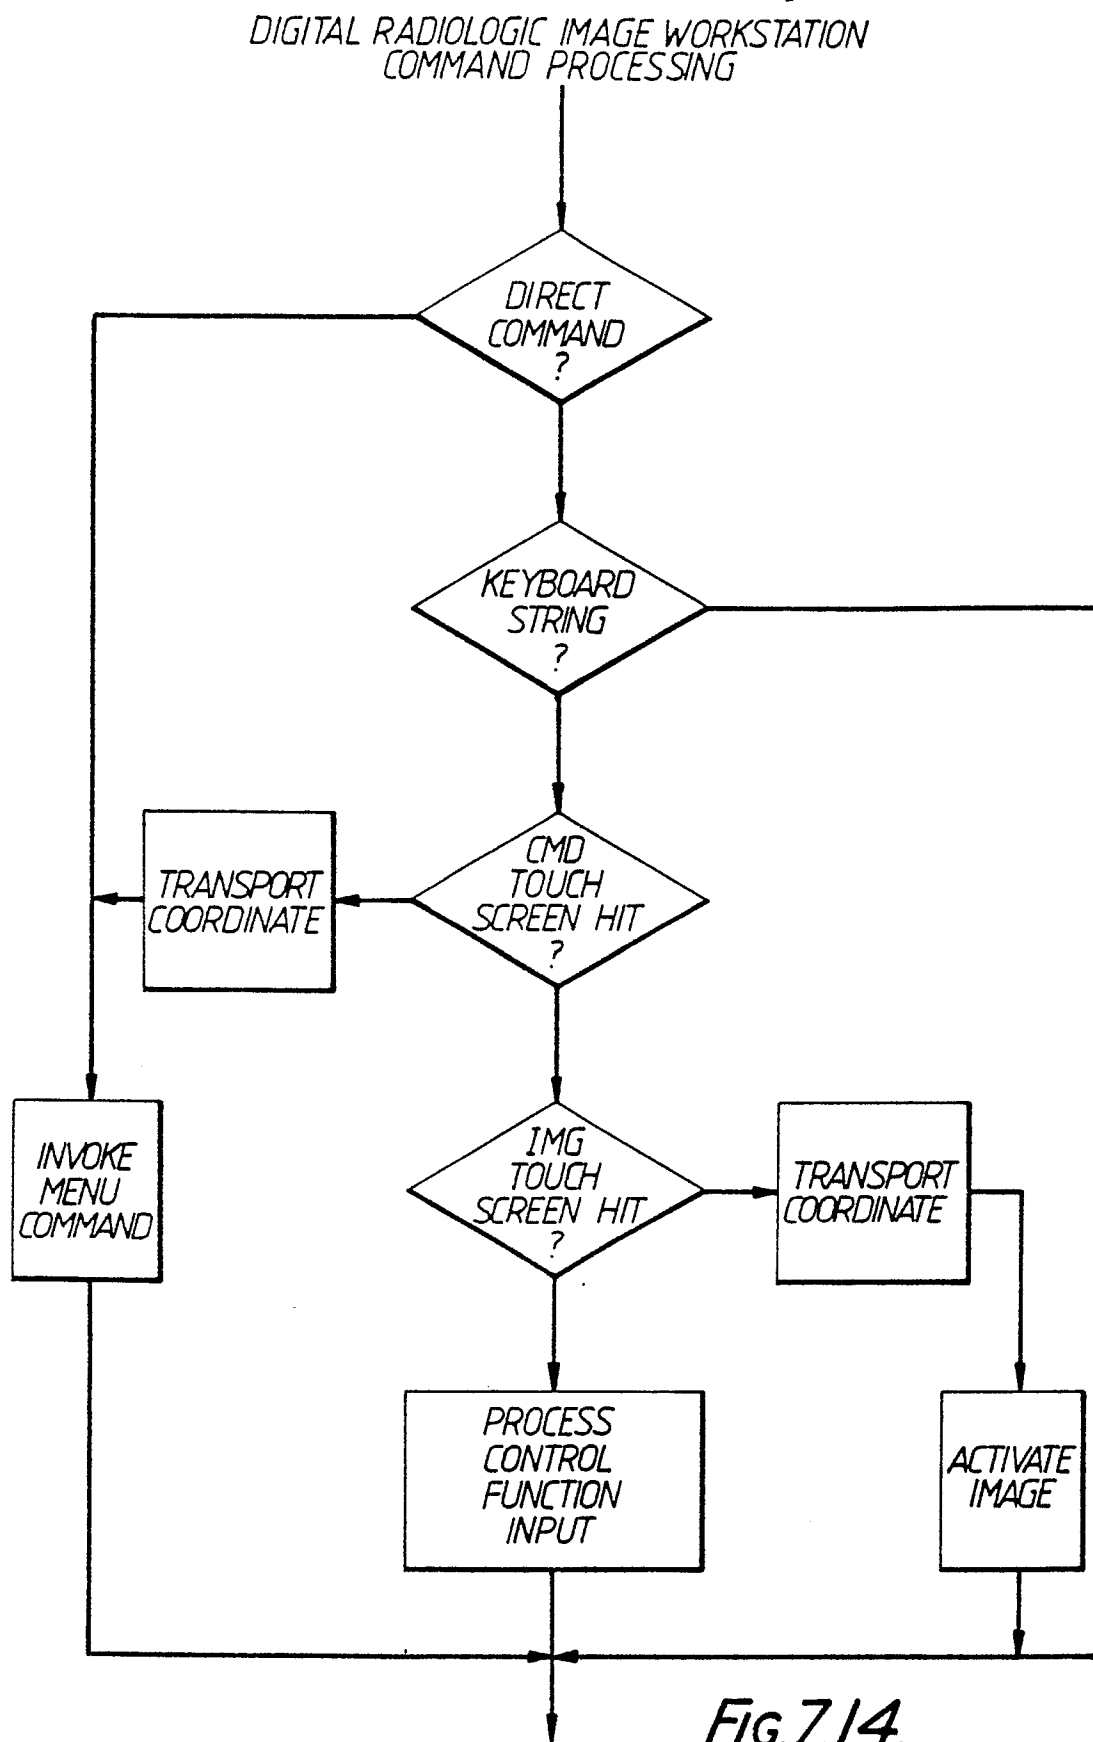 DIGITAL RADIOLOGIC IMAGE WORKSTATION
COMMAND PROCESSING
DIRECT
COMMAND
?
KEYBOARD
STRING
?
CMD
TOUCH
SCREEN HIT
?
TRANSPORT
COORDINATE
IMG
TOUCH
SCREEN HIT
?
TRANSPORT
COORDINATE
INVOKE
MENU
COMMAND
PROCESS
CONTROL
FUNCTION
INPUT
ACTIVATE
IMAGE
FIG. 7.14.